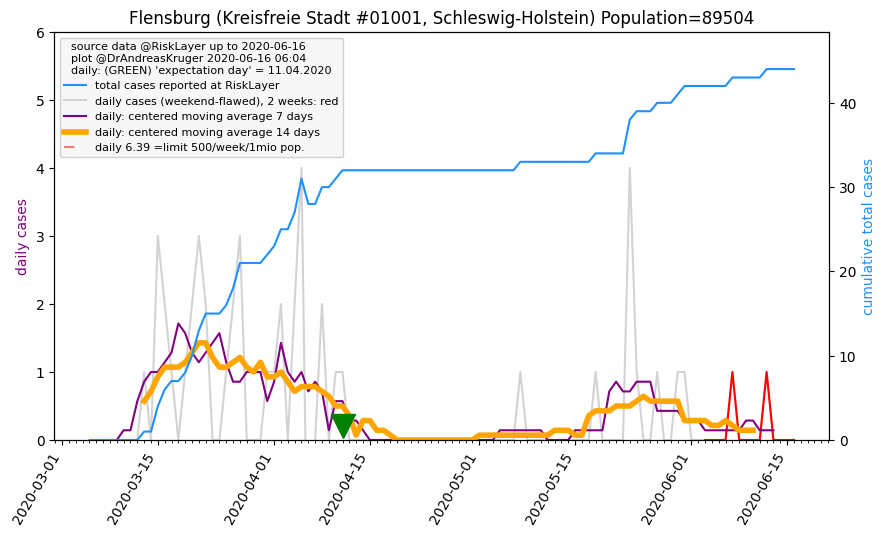 Flensburg (Kreisfreie Stadt #01001, Schleswig-Holstein) Population=89504
source data @RiskLayer up to 2020-06-16
plot @DrAndreasKruger 2020-06-16 06:04
daily: (GREEN) 'expectation day' = 11.04.2020
total cases reported at RiskLayer
daily cases (weekend-flawed), 2 weeks: red
daily: centered moving average 7 days
daily: centered moving average 14 days
daily 6.39 =limit 500/week/1mio pop.
6
5
4
3
2
1
0
daily cases
40
30
20
10
0
cumulative total cases
2020-03-01
2020-03-15
2020-04-01
2020-04-15
2020-05-01
2020-05-15
2020-06-01
2020-06-15